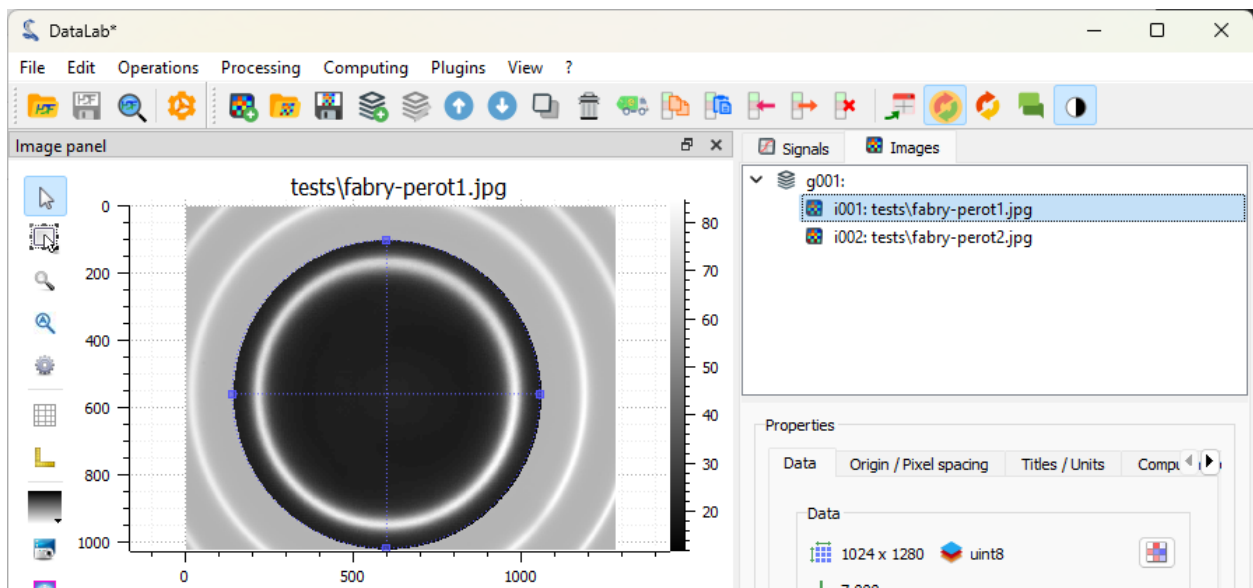 DataLab*
File Edit Operations Processing Computing Plugins View ?
Image panel
Signals Images
tests\fabry-perot1.jpg
g001:
i001: tests\fabry-perot1.jpg
i002: tests\fabry-perot2.jpg
0
200
400
600
800
1000
0 500 1000
80
70
60
50
40
30
20
Properties
Data Origin / Pixel spacing Titles / Units
Data
1024 x 1280 uint8